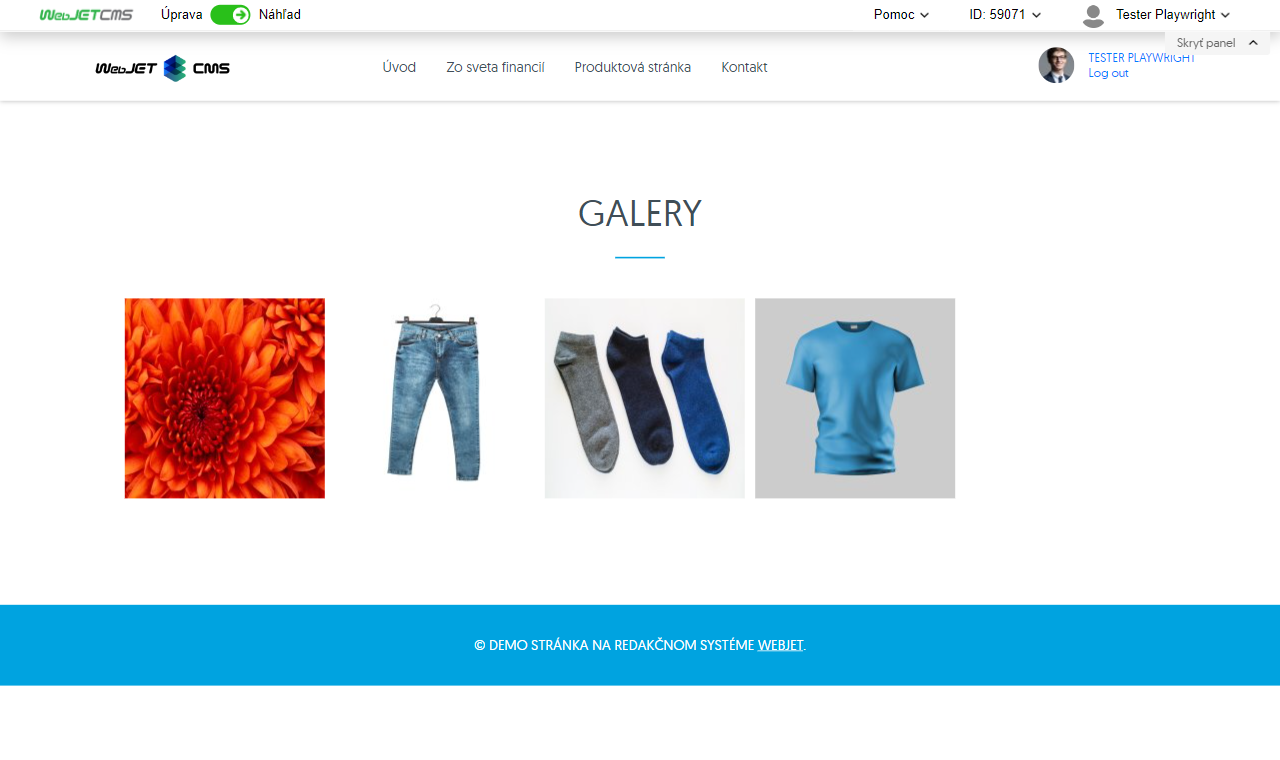 WebJETCMS Úprava Náhľad Pomoc ID: 59071 Tester Playwright
Skryť panel
WebJET CMS Úvod Zo sveta financií Produktová stránka Kontakt TESTER PLAYWRIGHT
Log out
GALERY
© DEMO STRÁNKA NA REDAKČNOM SYSTÉME WEBJET.